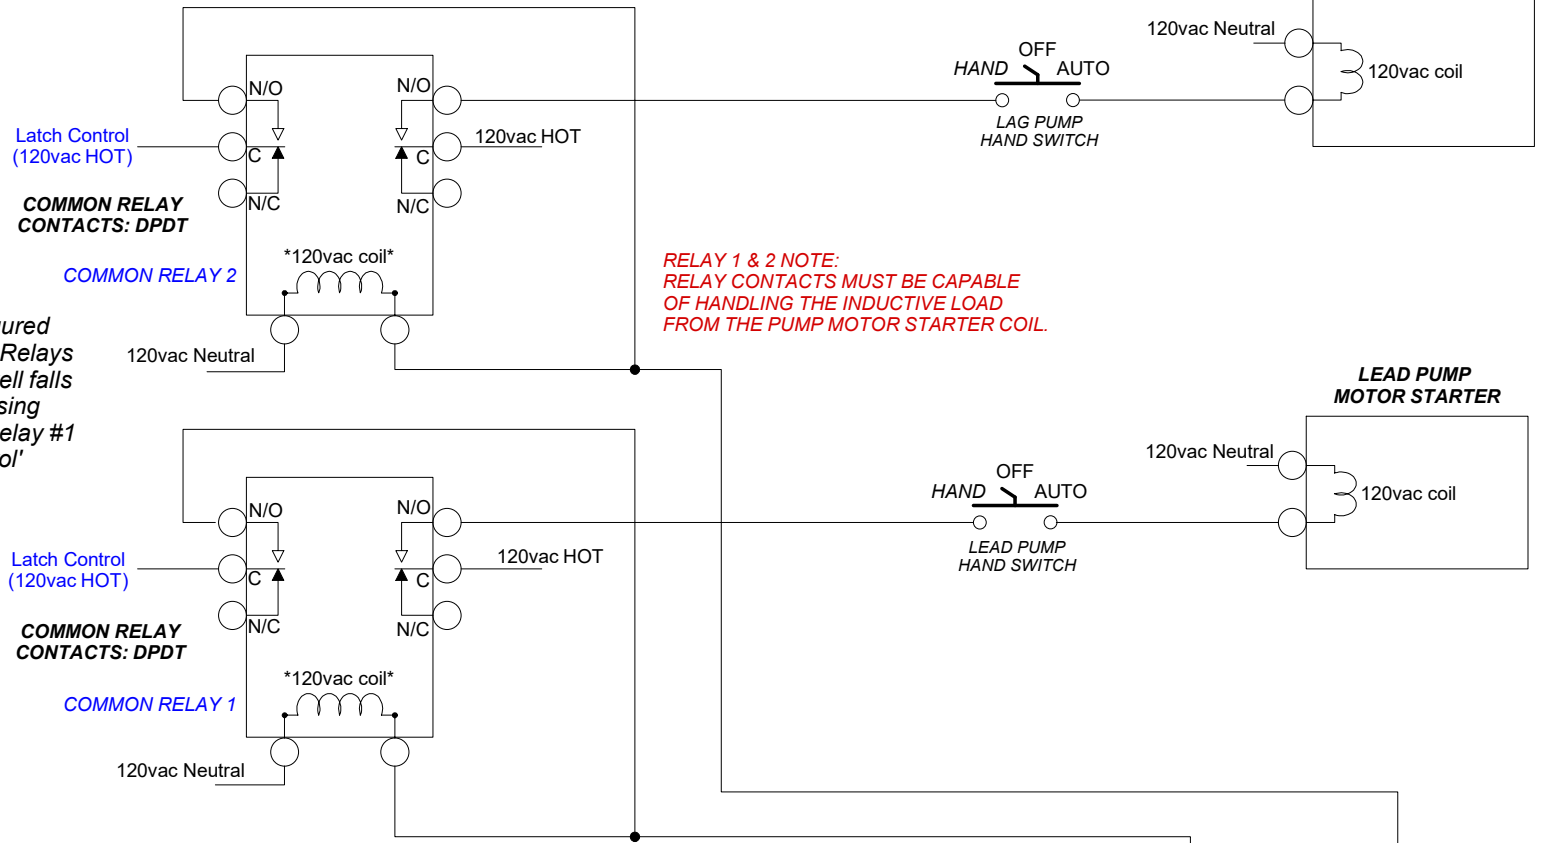 120vac Neutral
OFF
HAND
AUTO
120vac coil
N/O
N/O
LAG PUMP
HAND SWITCH
Latch Control
(120vac HOT)
C
C
120vac HOT
COMMON RELAY
CONTACTS: DPDT
N/C
N/C
*120vac coil*
COMMON RELAY 2
RELAY 1 & 2 NOTE:
RELAY CONTACTS MUST BE CAPABLE
OF HANDLING THE INDUCTIVE LOAD
FROM THE PUMP MOTOR STARTER COIL.
120vac Neutral
Relays
falls
#1
LEAD PUMP
MOTOR STARTER
120vac Neutral
OFF
HAND
AUTO
120vac coil
N/O
N/O
LEAD PUMP
HAND SWITCH
Latch Control
(120vac HOT)
C
C
120vac HOT
COMMON RELAY
CONTACTS: DPDT
N/C
N/C
*120vac coil*
COMMON RELAY 1
120vac Neutral